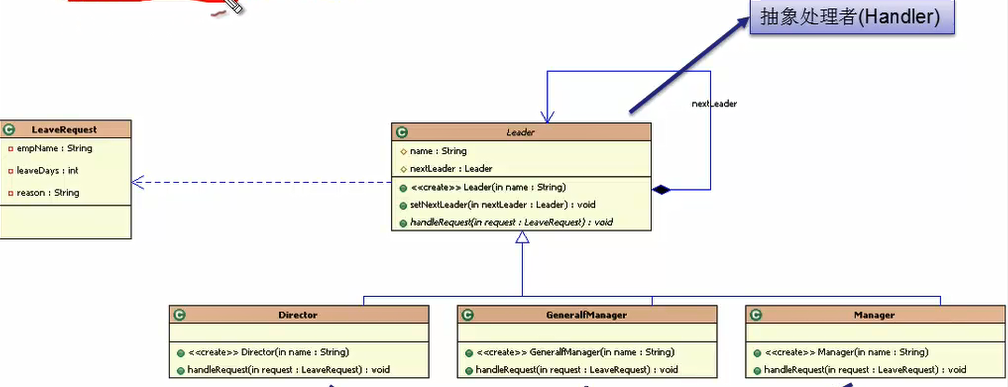 抽象处理者(Handler)
nextLeader
LeaveRequest
empName : String
leaveDays : int
reason : String
Leader
name : String
nextLeader : Leader
<<create>> Leader(in name : String)
setNextLeader(in nextLeader : Leader) : void
handleRequest(in request : LeaveRequest) : void
Director
<<create>> Director(in name : String)
handleRequest(in request : LeaveRequest) : void
GeneralfManager
<<create>> GeneralfManager(in name : String)
handleRequest(in request : LeaveRequest) : void
Manager
<<create>> Manager(in name : String)
handleRequest(in request : LeaveRequest) : void